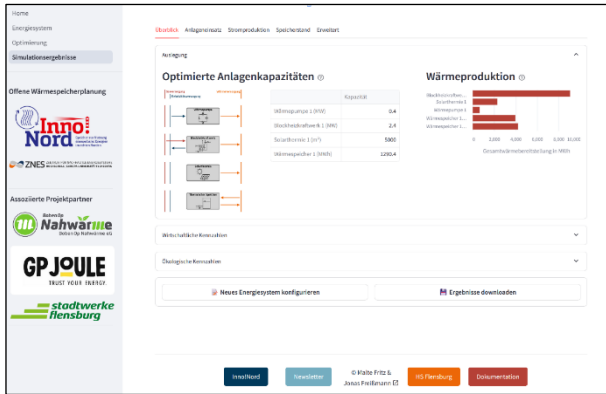 Home
Energiesystem
Optimierung
Simulationsergebnisse
Offene Wärmespeicherplanung
Inno!
Nord
ZNES
Assoziierte Projektpartner
BatenUp
Nahwärme
GP JOULE
TRUST YOUR ENERGY.
stadtwerke
flensburg
Überblick Anlageneinsatz Stromproduktion Speicherstand Erweitert
Auslegung
Optimierte Anlagenkapazitäten
Kapazität
Wärmepumpe 1 (MW) 0.4
Blockheizkraftwerk 1 (MW) 2.4
Solarthermie 1 (m²) 5000
Wärmespeicher 1 (MWh) 1290.4
Wärmeproduktion
Blockheizkraftwe...
Solarthermie 1
Wärmepumpe 1
Wärmespeicher 1...
Wärmespeicher 1...
0 2,000 4,000 6,000 8,000 10,000
Gesamtwärmebereitstellung in MWh
Wirtschaftliche Kennzahlen
Ökologische Kennzahlen
Neues Energiesystem konfigurieren
Ergebnisse downloaden
Inno!Nord
Newsletter
© Malte Fritz &
Jonas Freißmann
HS Flensburg
Dokumentation